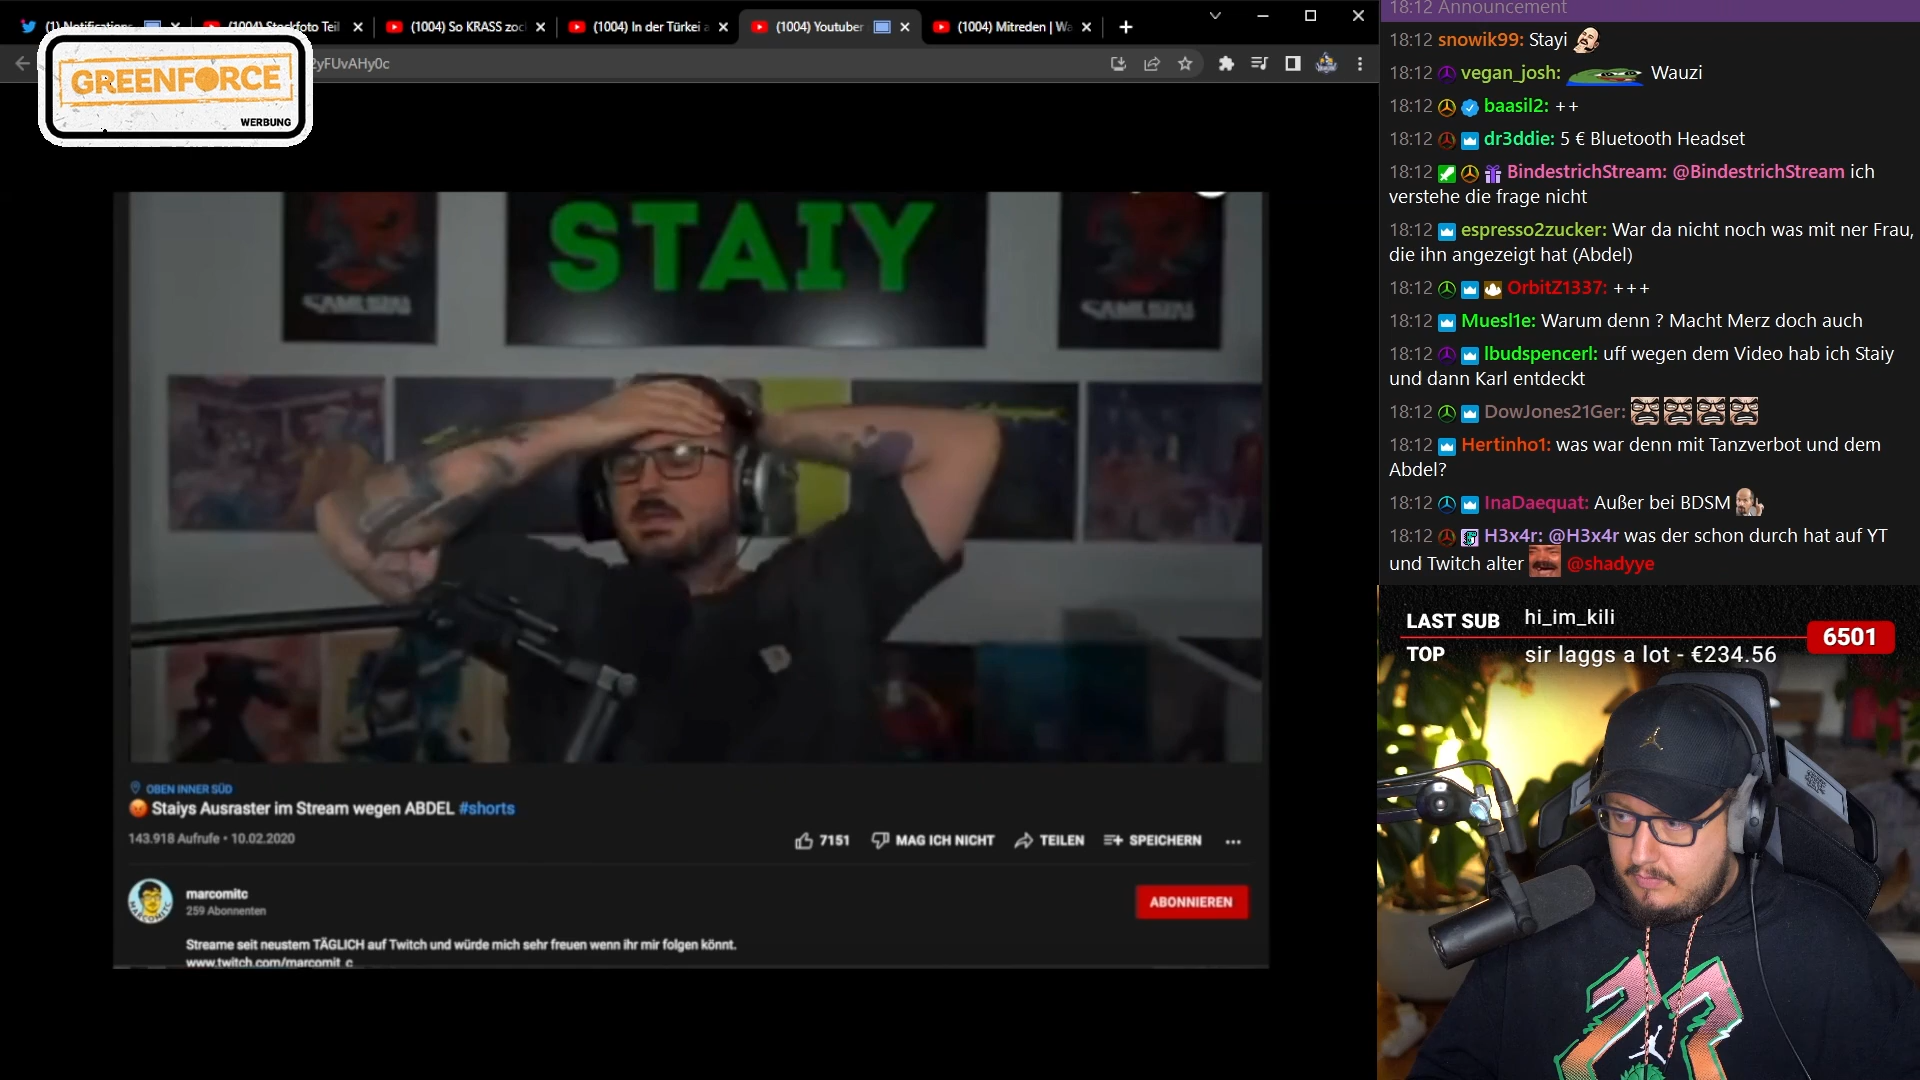 (1) Notifications
(1004) Stockfoto Teil
(1004) So KRASS zoc
(1004) In der Türkei a
(1004) Youtuber
(1004) Mitreden | Wa
2yFUvAHy0c
GREENFORCE
WERBUNG
STAIY
OBEN INNER SÜD
Staiys Ausraster im Stream wegen ABDEL #shorts
143.918 Aufrufe • 10.02.2020
7151 MAG ICH NICHT TEILEN SPEICHERN
marcomitc
259 Abonnenten
ABONNIEREN
Streame seit neustem TÄGLICH auf Twitch und würde mich sehr freuen wenn ihr mir folgen könnt.
www.twitch.com/marcomit_c
18:12 Announcement
18:12 snowik99: Stayi
18:12 vegan_josh: Wauzi
18:12 baasil2: ++
18:12 dr3ddie: 5 € Bluetooth Headset
18:12 BindestrichStream: @BindestrichStream ich
verstehe die frage nicht
18:12 espresso2zucker: War da nicht noch was mit ner Frau,
die ihn angezeigt hat (Abdel)
18:12 OrbitZ1337: +++
18:12 Muesl1e: Warum denn ? Macht Merz doch auch
18:12 lbudspencerl: uff wegen dem Video hab ich Staiy
und dann Karl entdeckt
18:12 DowJones21Ger:
18:12 Hertinho1: was war denn mit Tanzverbot und dem
Abdel?
18:12 InaDaequat: Außer bei BDSM
18:12 H3x4r: @H3x4r was der schon durch hat auf YT
und Twitch alter @shadyye
LAST SUB hi_im_kili
6501
TOP sir laggs a lot - €234.56